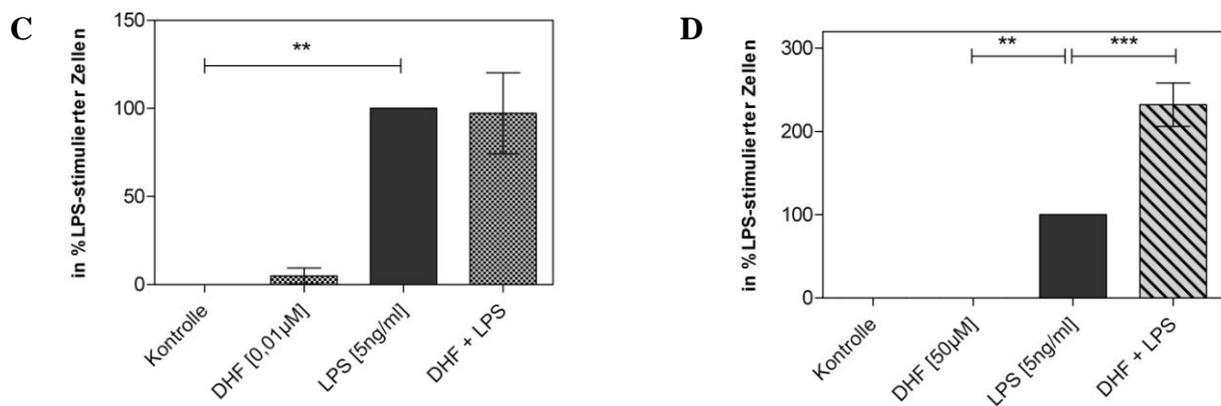 C
in %LPS-stimulierter Zellen
150
100
50
0
**
Kontrolle
DHF [0,01µM]
LPS [5ng/ml]
DHF + LPS
D
in %LPS-stimulierter Zellen
300
200
100
0
**
***
Kontrolle
DHF [50µM]
LPS [5ng/ml]
DHF + LPS